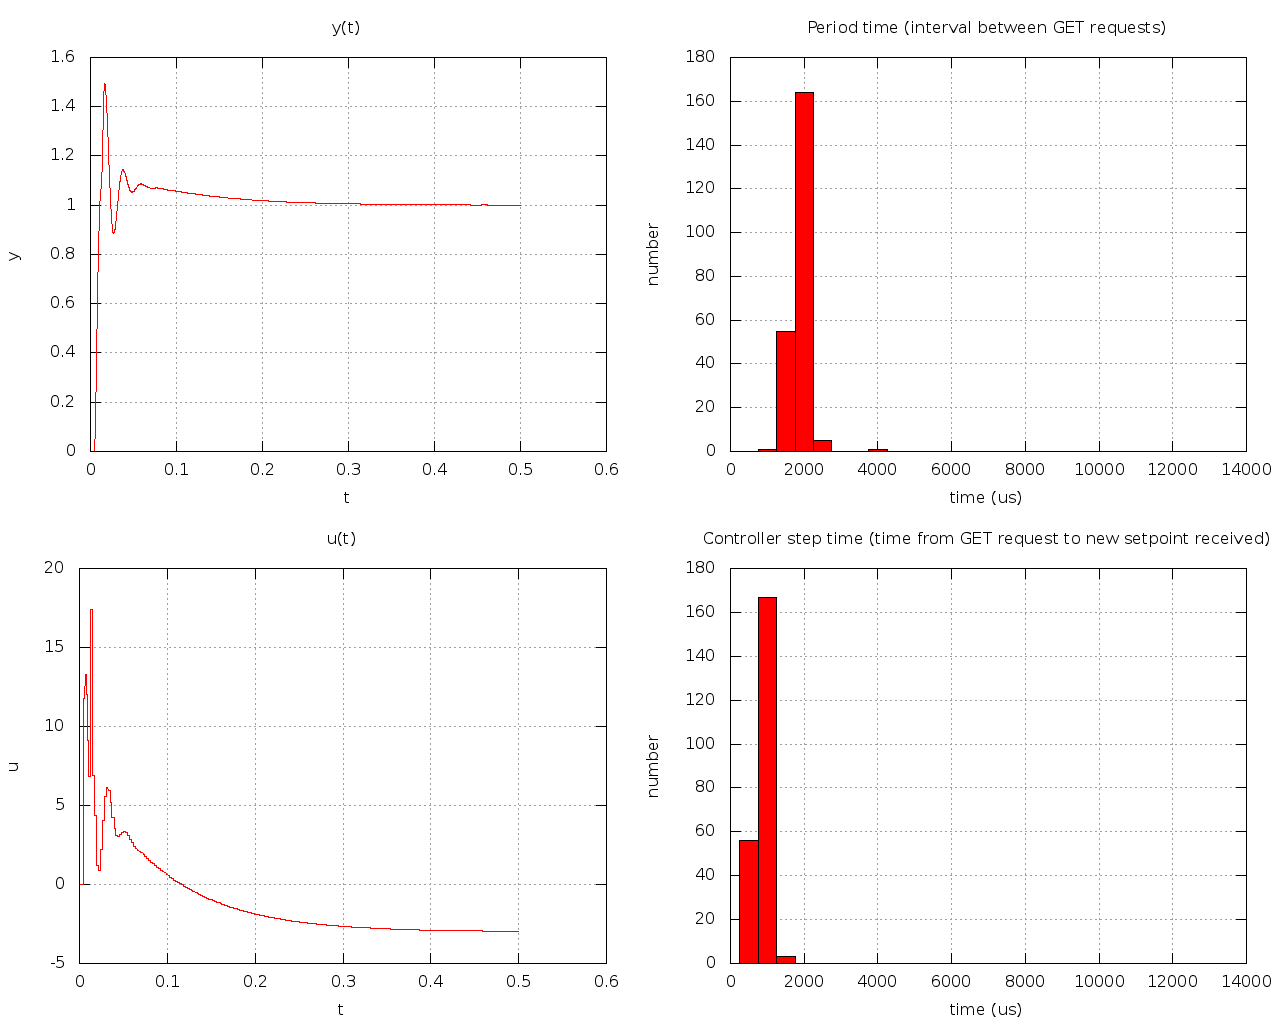 y(t)
1.6
1.4
1.2
1
0.8
0.6
0.4
0.2
0
y
0 0.1 0.2 0.3 0.4 0.5 0.6
t
Period time (interval between GET requests)
180
160
140
120
100
80
60
40
20
0
number
0 2000 4000 6000 8000 10000 12000 14000
time (us)
u(t)
20
15
10
5
0
-5
u
0 0.1 0.2 0.3 0.4 0.5 0.6
t
Controller step time (time from GET request to new setpoint received)
180
160
140
120
100
80
60
40
20
0
number
0 2000 4000 6000 8000 10000 12000 14000
time (us)